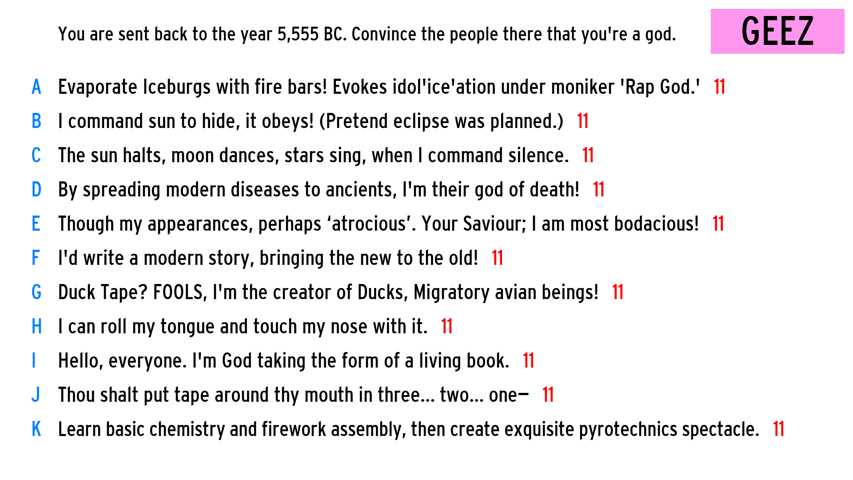 You are sent back to the year 5,555 BC. Convince the people there that you're a god.
GEEZ
A Evaporate Iceburgs with fire bars! Evokes idol'ice'ation under moniker 'Rap God.' 11
B I command sun to hide, it obeys! (Pretend eclipse was planned.) 11
C The sun halts, moon dances, stars sing, when I command silence. 11
D By spreading modern diseases to ancients, I'm their god of death! 11
E Though my appearances, perhaps ‘atrocious’. Your Saviour; I am most bodacious! 11
F I'd write a modern story, bringing the new to the old! 11
G Duck Tape? FOOLS, I'm the creator of Ducks, Migratory avian beings! 11
H I can roll my tongue and touch my nose with it. 11
I Hello, everyone. I'm God taking the form of a living book. 11
J Thou shalt put tape around thy mouth in three... two... one— 11
K Learn basic chemistry and firework assembly, then create exquisite pyrotechnics spectacle. 11